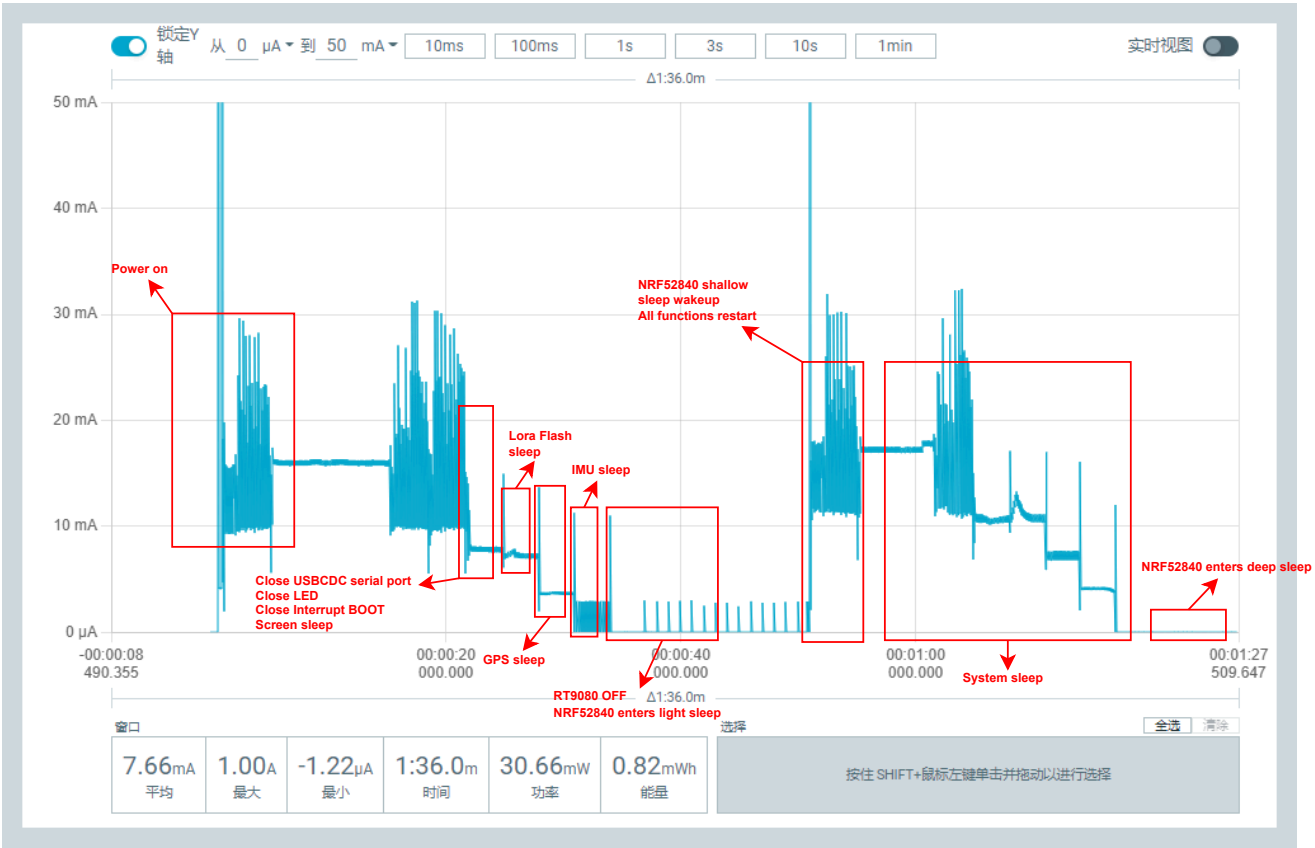 锁定Y
轴
从 0 μA 到 50 mA
10ms
100ms
1s
3s
10s
1min
实时视图
Δ1:36.0m
50 mA
40 mA
30 mA
20 mA
10 mA
0 μA
Power on
NRF52840 shallow
sleep wakeup
All functions restart
Lora Flash
sleep
IMU sleep
Close USBCDC serial port
Close LED
Close Interrupt BOOT
Screen sleep
GPS sleep
RT9080 OFF
NRF52840 enters light sleep
System sleep
NRF52840 enters deep sleep
-00:00:08
490.355
00:00:20
000.000
00:00:40
000.000
00:01:00
000.000
00:01:27
509.647
Δ1:36.0m
窗口
7.66mA
平均
1.00A
最大
-1.22μA
最小
1:36.0m
时间
30.66mW
功率
0.82mWh
能量
选择
全选
清除
按住 SHIFT+鼠标左键单击并拖动以进行选择